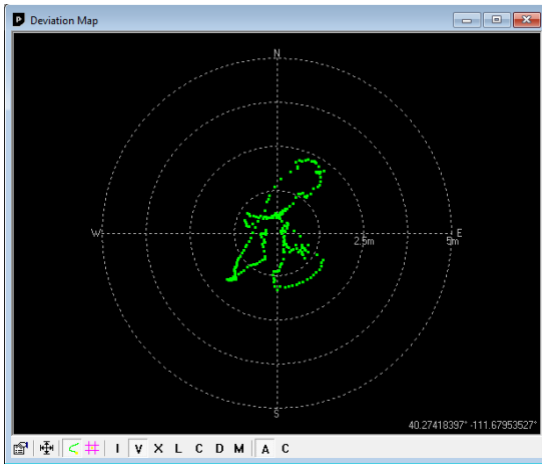 Deviation Map
N
W
2.5m
E
5m
S
40.27418397° -111.67953527°
I V X L C D M A C